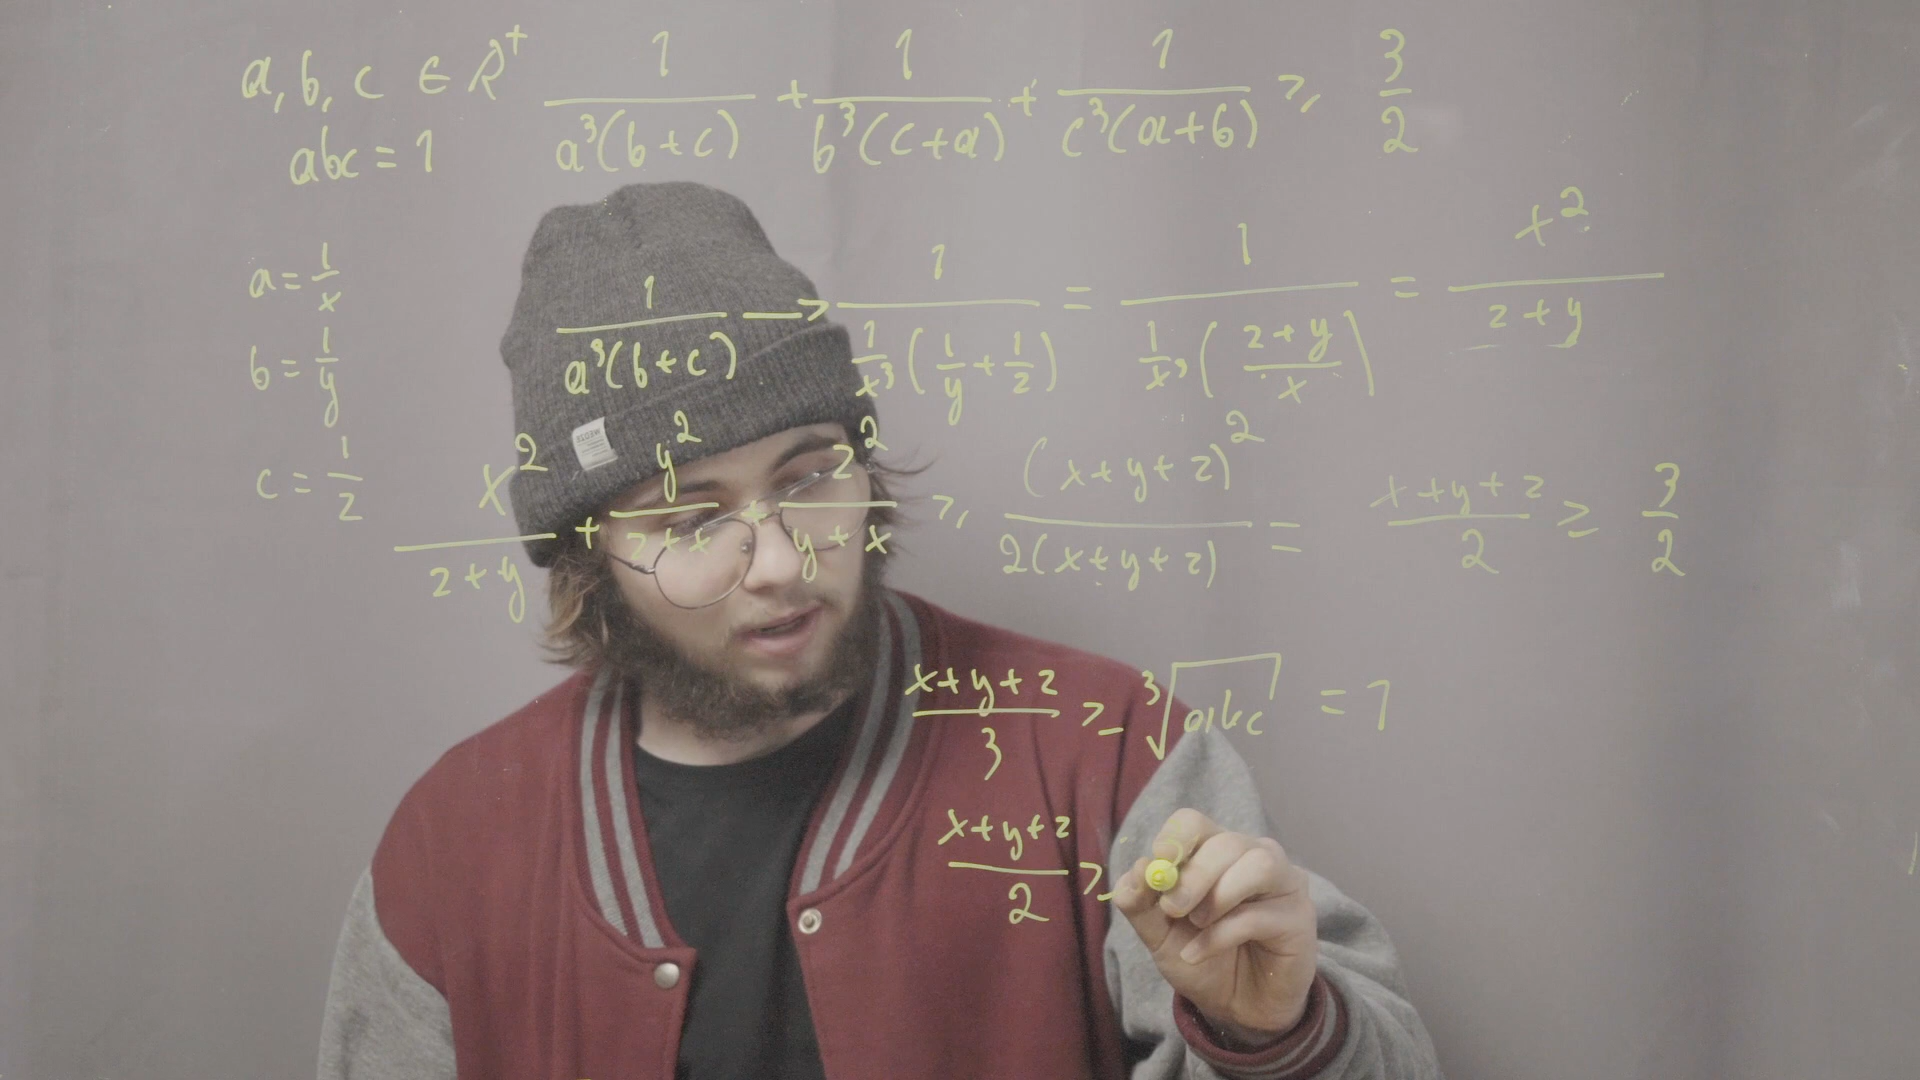 a, b, c ∈ R⁺ 1/(a³(b+c)) + 1/(b³(c+a)) + 1/(c³(a+b)) ≥ 3/2
abc = 1
a = 1/x
b = 1/y
c = 1/z
1/(a³(b+c)) → 1/((1/x³)(1/y + 1/z)) = 1/((1/x³)((z+y)/x)) = x²/(z+y)
x²/(z+y) + y²/(z+x) + z²/(y+x) ≥ (x+y+z)²/(2(x+y+z)) = (x+y+z)/2 ≥ 3/2
(x+y+z)/3 ≥ ³√(abc) = 1
(x+y+z)/2 ≥